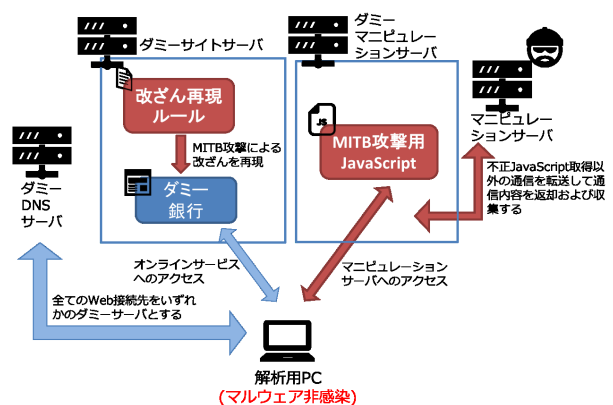 ダミーサイトサーバ
ダミー
マニピュレー
ションサーバ
改ざん再現
ルール
MITB攻撃による
改ざんを再現
ダミー
銀行
JS
MITB攻撃用
JavaScript
マニピュレー
ションサーバ
不正JavaScript取得以
外の通信を転送して通
信内容を返却および収
集する
ダミー
DNS
サーバ
オンラインサービス
へのアクセス
マニピュレーション
サーバへのアクセス
全てのWeb接続先をいずれ
かのダミーサーバとする
解析用PC
(マルウェア非感染)